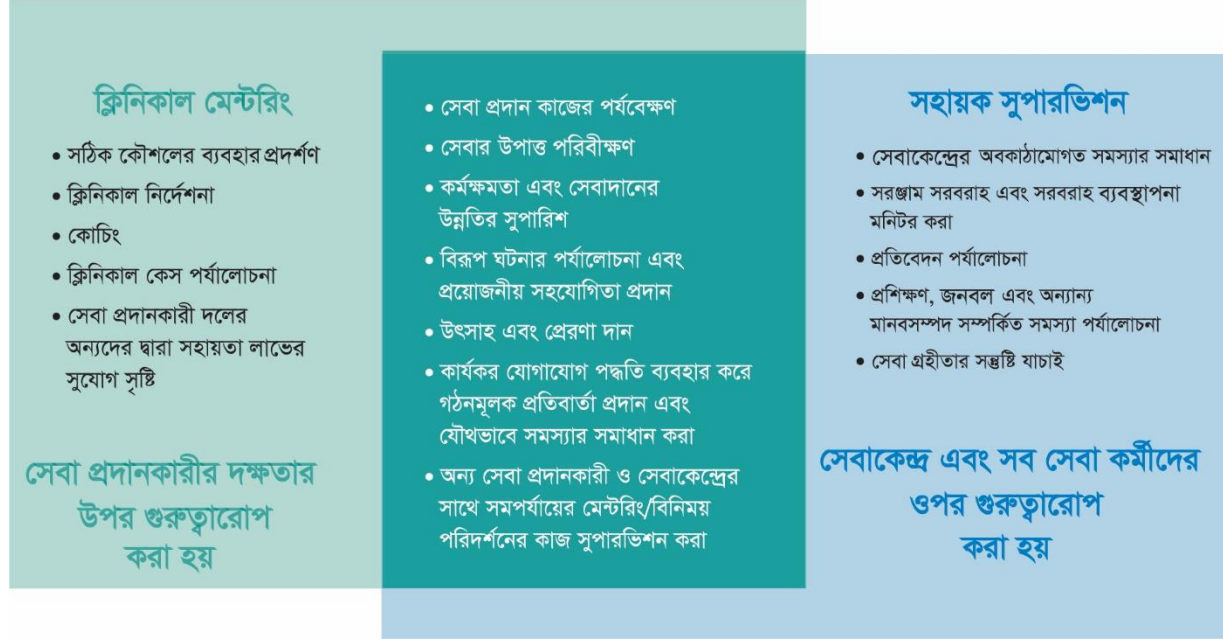 ক্লিনিকাল মেন্টরিং
• সঠিক কৌশলের ব্যবহার প্রদর্শণ
• ক্লিনিকাল নির্দেশনা
• কোচিং
• ক্লিনিকাল কেস পর্যালোচনা
• সেবা প্রদানকারী দলের
অন্যদের দ্বারা সহায়তা লাভের
সুযোগ সৃষ্টি
সেবা প্রদানকারীর দক্ষতার
উপর গুরুত্বারোপ
করা হয়
• সেবা প্রদান কাজের পর্যবেক্ষণ
• সেবার উপাত্ত পরিবীক্ষণ
• কর্মক্ষমতা এবং সেবাদানের
উন্নতির সুপারিশ
• বিরূপ ঘটনার পর্যালোচনা এবং
প্রয়োজনীয় সহযোগিতা প্রদান
• উৎসাহ এবং প্রেরণা দান
• কার্যকর যোগাযোগ পদ্ধতি ব্যবহার করে
গঠনমূলক প্রতিবার্তা প্রদান এবং
যৌথভাবে সমস্যার সমাধান করা
• অন্য সেবা প্রদানকারী ও সেবাকেন্দ্রের
সাথে সমপর্যায়ের মেন্টরিং/বিনিময়
পরিদর্শনের কাজ সুপারভিশন করা
সহায়ক সুপারভিশন
• সেবাকেন্দ্রের অবকাঠামোগত সমস্যার সমাধান
• সরঞ্জাম সরবরাহ এবং সরবরাহ ব্যবস্থাপনা
মনিটর করা
• প্রতিবেদন পর্যালোচনা
• প্রশিক্ষণ, জনবল এবং অন্যান্য
মানবসম্পদ সম্পর্কিত সমস্যা পর্যালোচনা
• সেবা গ্রহীতার সন্তুষ্টি যাচাই
সেবাকেন্দ্র এবং সব সেবা কর্মীদের
ওপর গুরুত্বারোপ
করা হয়